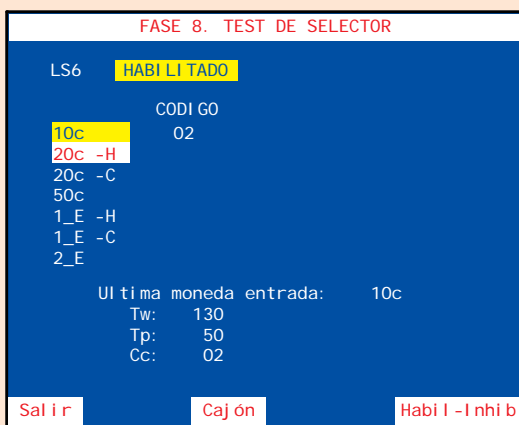 FASE 8. TEST DE SELECTOR
LS6 HABILITADO
CODIGO
10c 02
20c -H
20c -C
50c
1_E -H
1_E -C
2_E
Ultima moneda entrada: 10c
Tw: 130
Tp: 50
Cc: 02
Salir Cajón Habil-Inhib